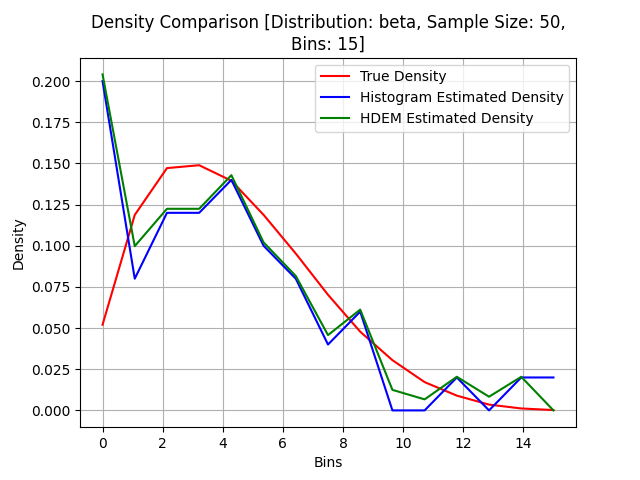 Density Comparison [Distribution: beta, Sample Size: 50,
Bins: 15]
True Density
Histogram Estimated Density
HDEM Estimated Density
Density
0.200
0.175
0.150
0.125
0.100
0.075
0.050
0.025
0.000
0 2 4 6 8 10 12 14
Bins